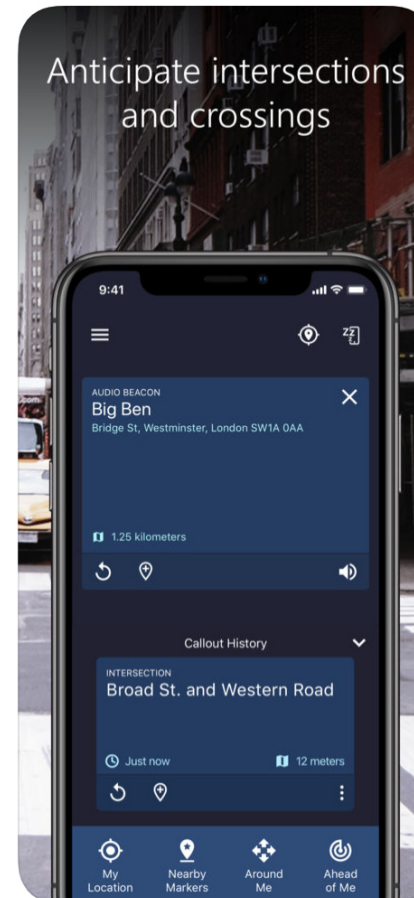 Anticipate intersections
and crossings
9:41
AUDIO BEACON
Big Ben
Bridge St, Westminster, London SW1A 0AA
1.25 kilometers
Callout History
INTERSECTION
Broad St. and Western Road
Just now 12 meters
My Nearby Around Ahead
Location Markers Me of Me